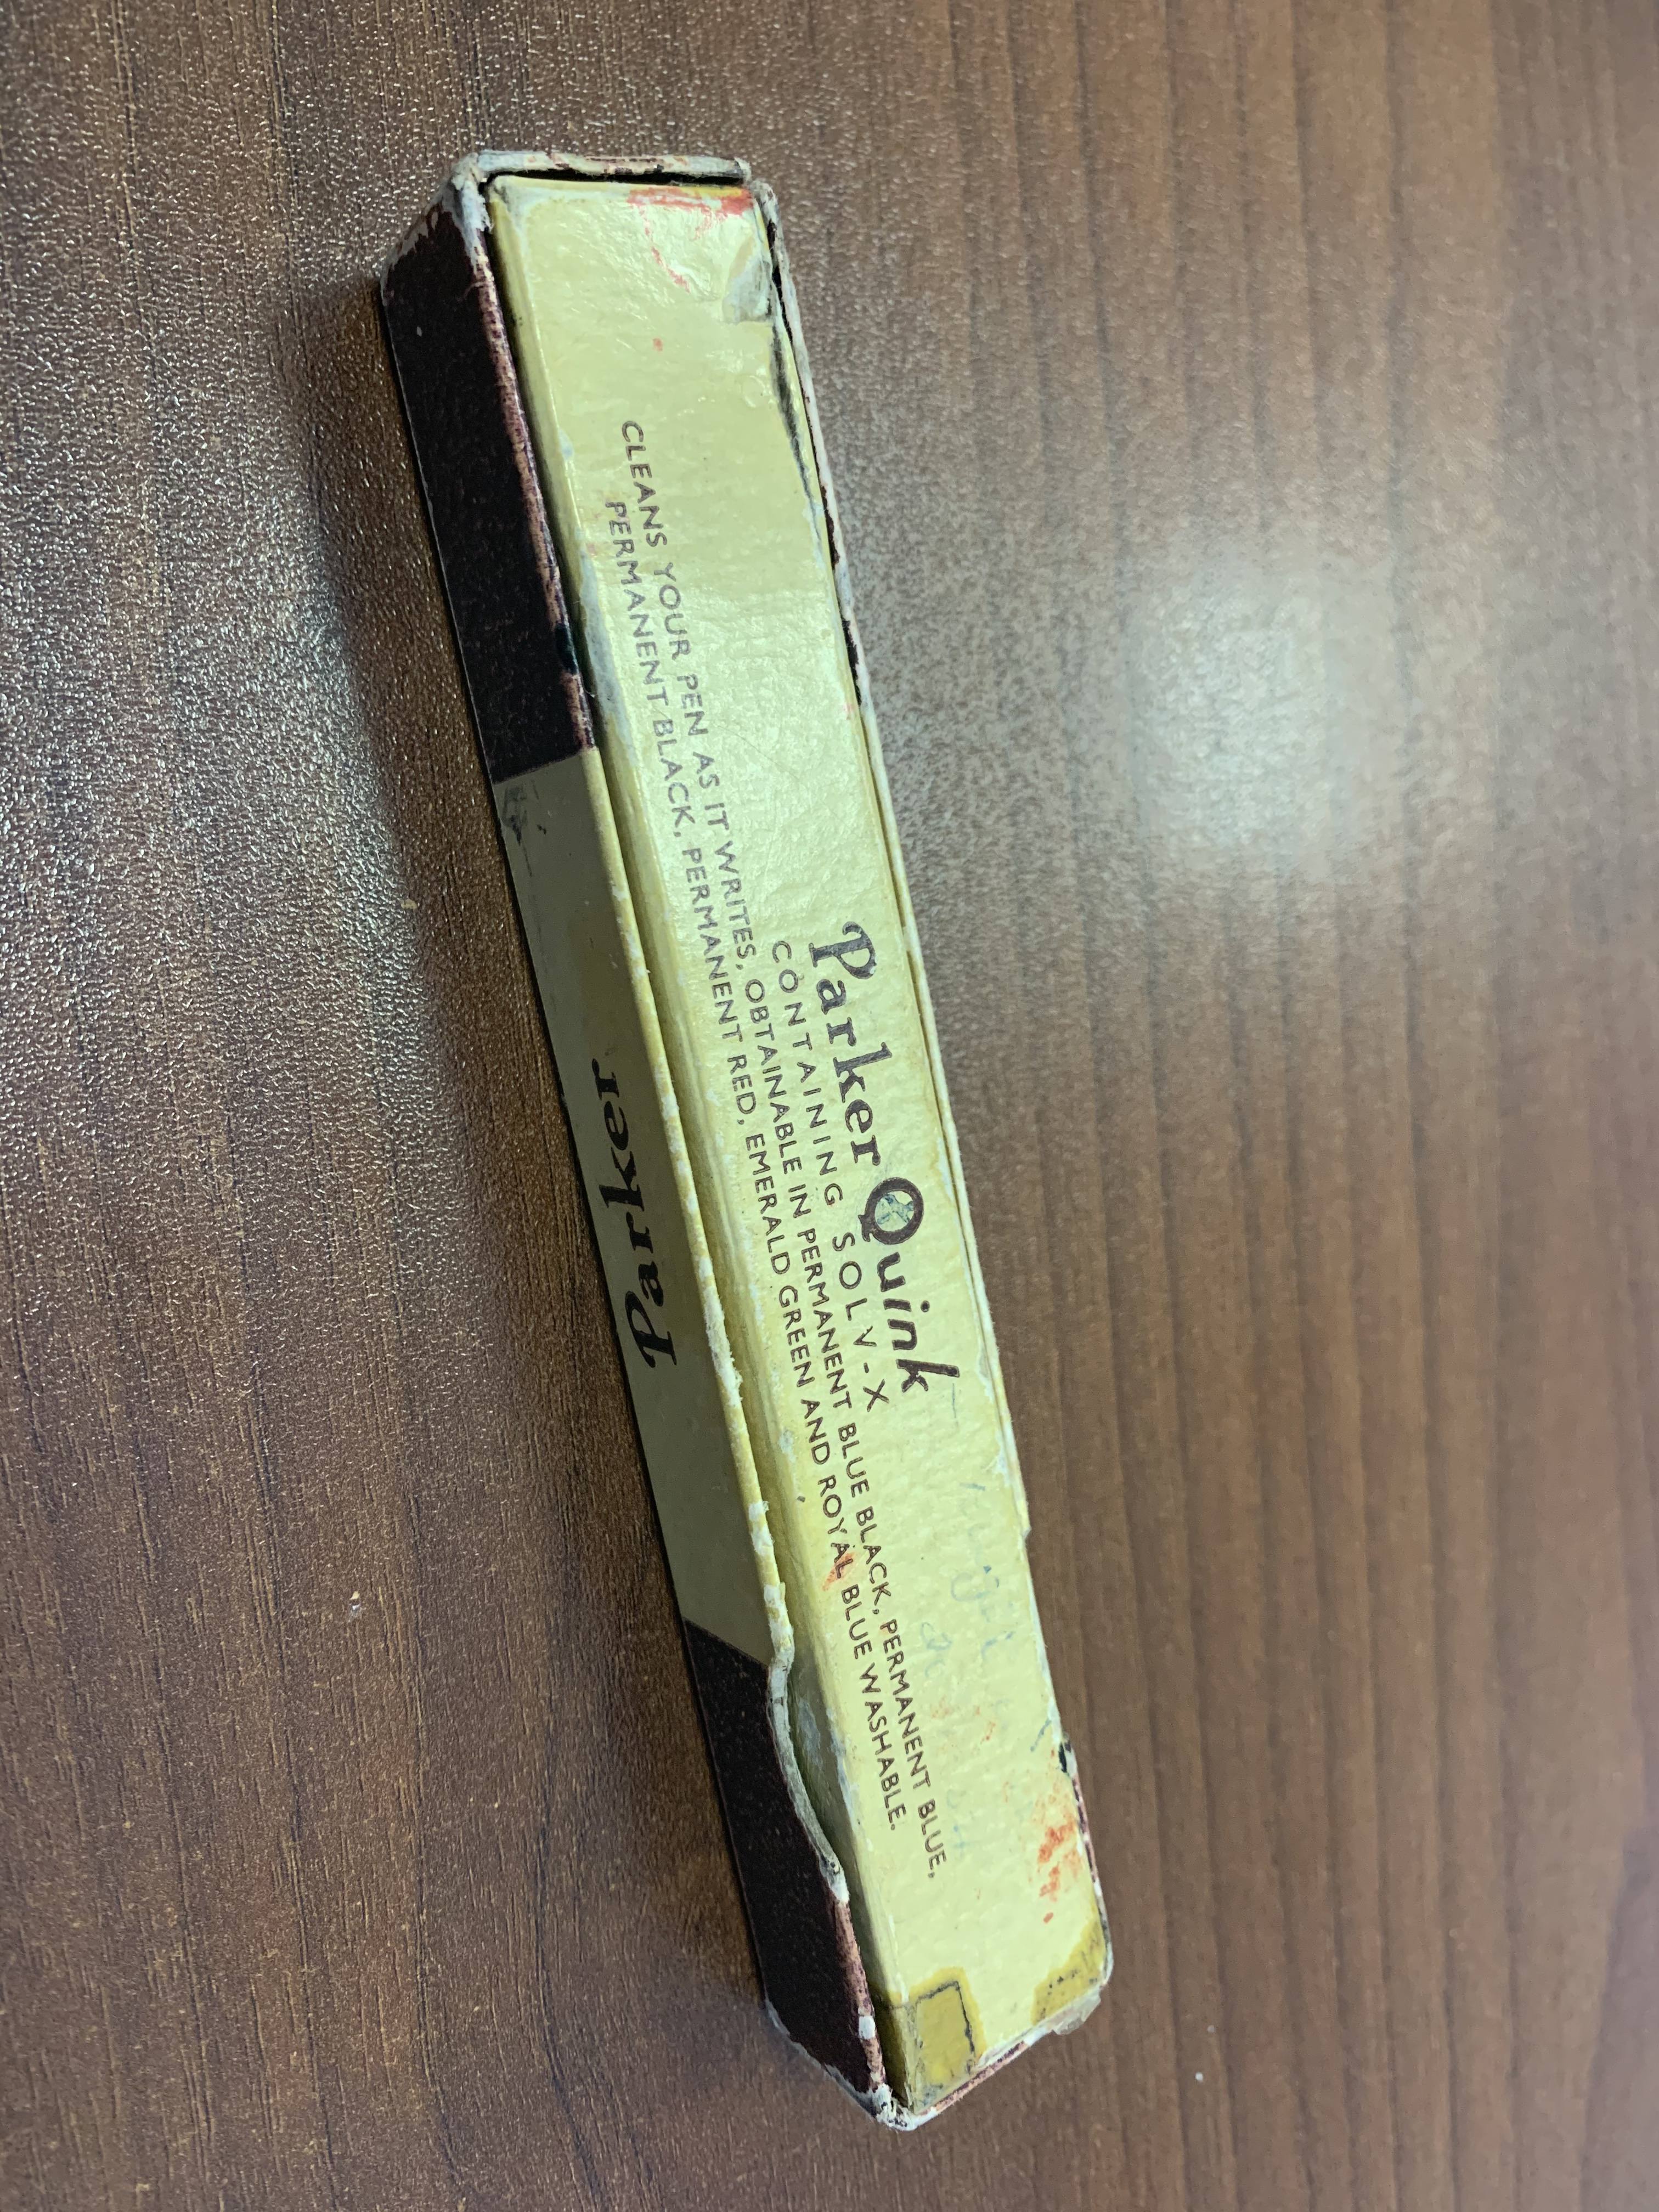 Parker Quink
CONTAINING SOLV-X
CLEANS YOUR PEN AS IT WRITES, OBTAINABLE IN PERMANENT BLUE BLACK, PERMANENT BLUE,
PERMANENT BLACK, PERMANENT RED, EMERALD GREEN AND ROYAL BLUE WASHABLE.
Parker